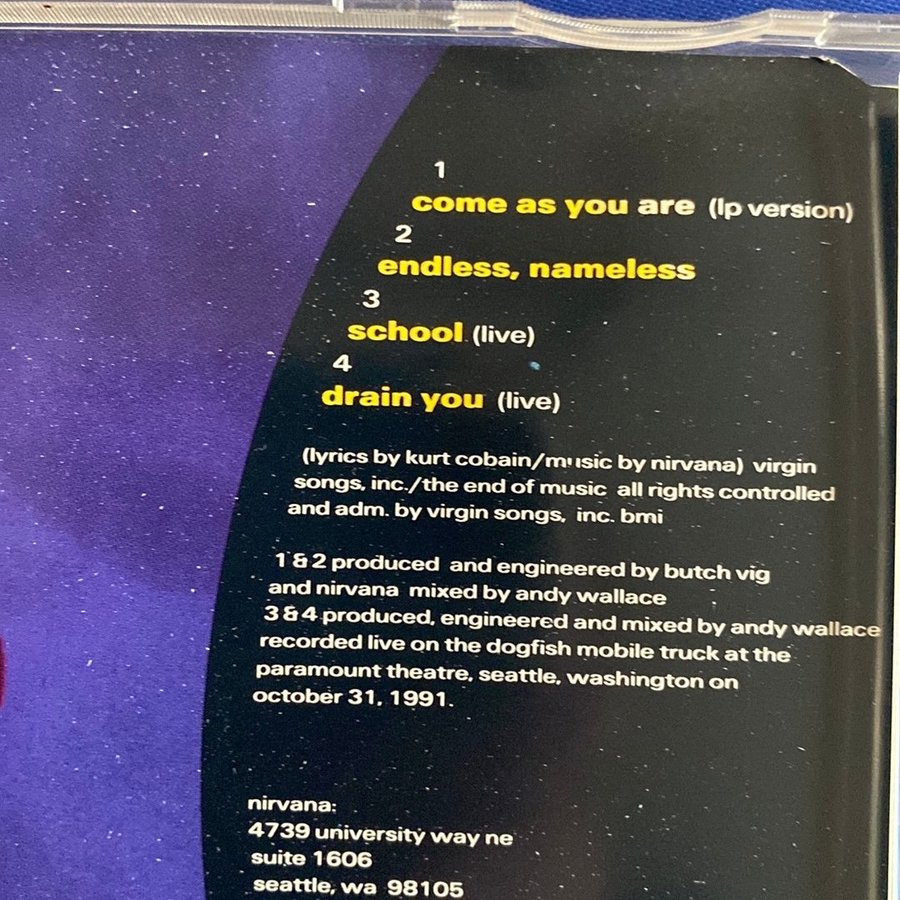 1
come as you are (lp version)
2
endless, nameless
3
school (live)
4
drain you (live)
(lyrics by kurt cobain/music by nirvana) virgin
songs, inc./the end of music all rights controlled
and adm. by virgin songs, inc. bmi
1 & 2 produced and engineered by butch vig
and nirvana mixed by andy wallace
3 & 4 produced, engineered and mixed by andy wallace
recorded live on the dogfish mobile truck at the
paramount theatre, seattle, washington on
october 31, 1991.
nirvana:
4739 university way ne
suite 1606
seattle, wa 98105